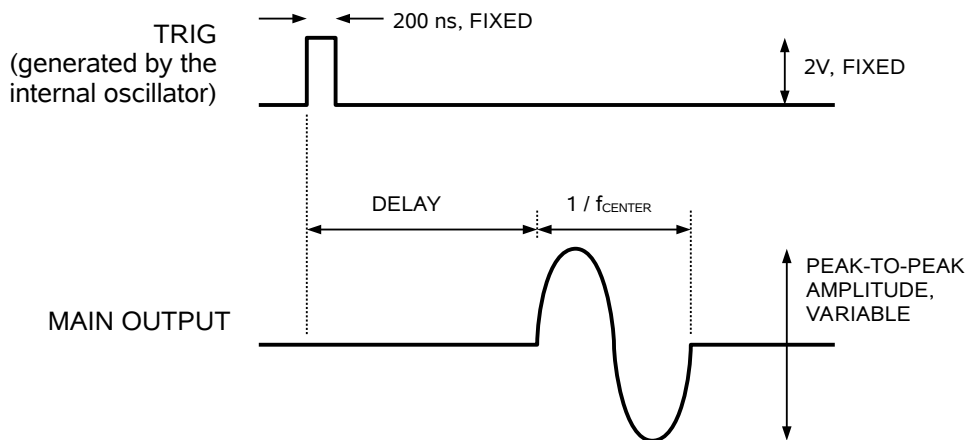 TRIG
(generated by the
internal oscillator)
200 ns, FIXED
2V, FIXED
DELAY
1 / fCENTER
MAIN OUTPUT
PEAK-TO-PEAK
AMPLITUDE,
VARIABLE